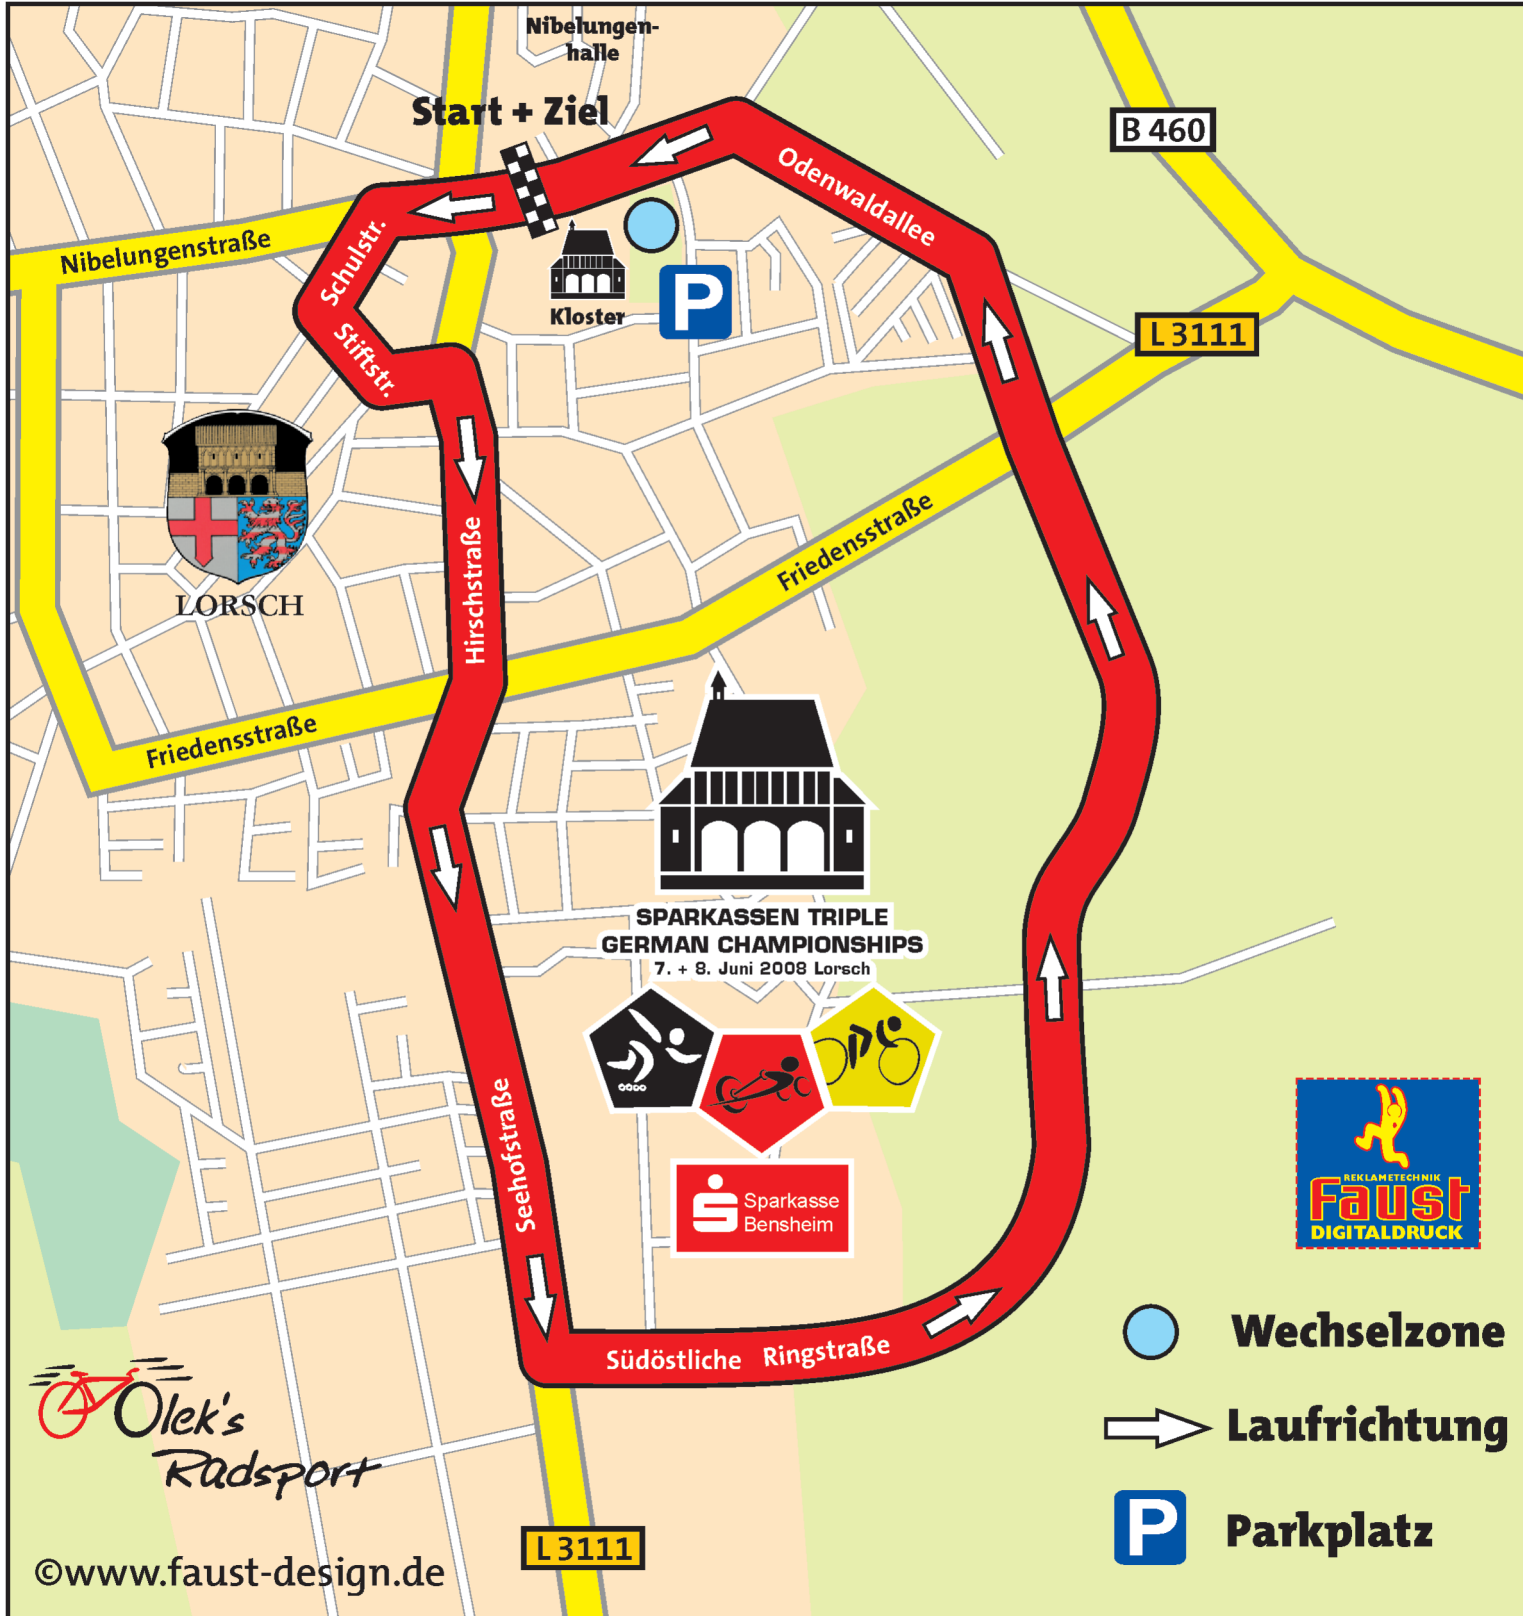 Nibelungen-
halle
Start + Ziel
B 460
Odenwaldallee
Nibelungenstraße
Schulstr.
Kloster
P
L 3111
Stiftstr.
Friedensstraße
Hirschstraße
LORSCH
Friedensstraße
SPARKASSEN TRIPLE
GERMAN CHAMPIONSHIPS
7. + 8. Juni 2008 Lorsch
Seehofstraße
Sparkasse
Bensheim
REKLAMETECHNIK
Faust
DIGITALDRUCK
Südöstliche Ringstraße
Wechselzone
Olek's
Radsport
Laufrichtung
P
Parkplatz
L 3111
©www.faust-design.de